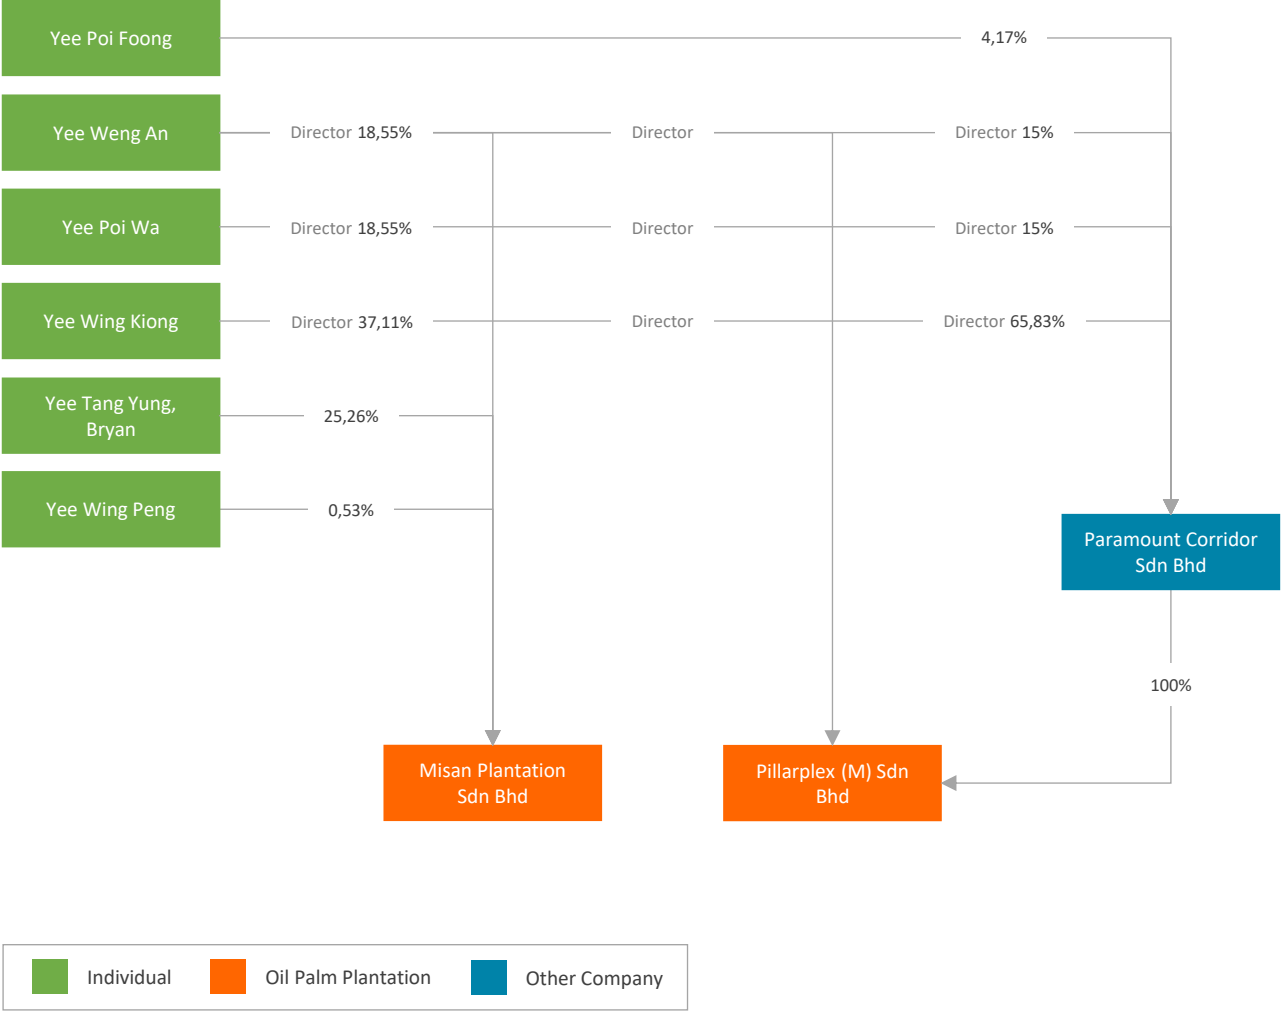 Yee Poi Foong
4,17%
Yee Weng An
Director 18,55%
Director
Director 15%
Yee Poi Wa
Director 18,55%
Director
Director 15%
Yee Wing Kiong
Director 37,11%
Director
Director 65,83%
Yee Tang Yung,
Bryan
25,26%
Yee Wing Peng
0,53%
Paramount Corridor
Sdn Bhd
100%
Misan Plantation
Sdn Bhd
Pillarplex (M) Sdn
Bhd
Individual
Oil Palm Plantation
Other Company